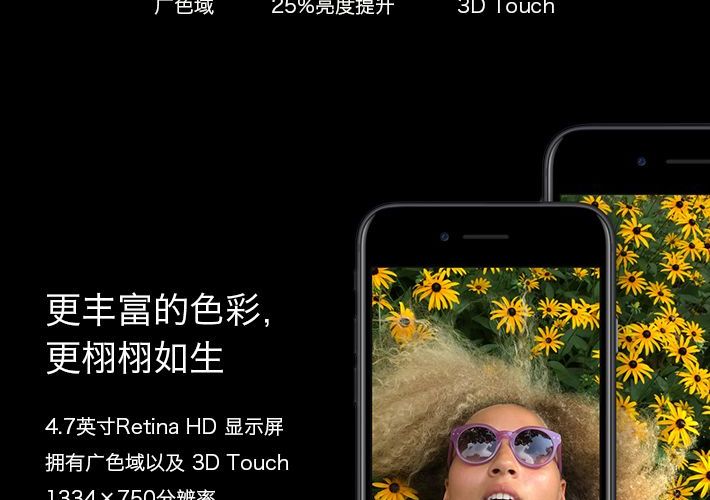 广色域 25%亮度提升 3D Touch
更丰富的色彩,
更栩栩如生
4.7英寸Retina HD 显示屏
拥有广色域以及 3D Touch
1334×750分辨率